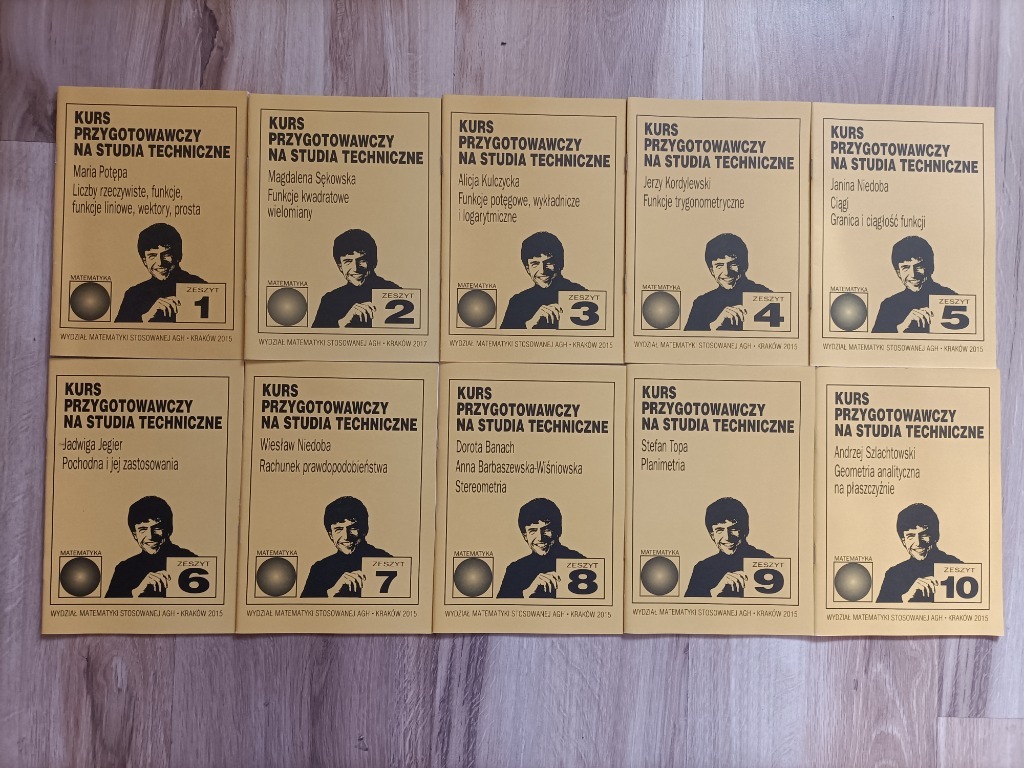 KURS
PRZYGOTOWAWCZY
NA STUDIA TECHNICZNE
Maria Potępa
Liczby rzeczywiste, funkcje,
funkcje liniowe, wektory, prosta
MATEMATYKA
ZESZYT
1
WYDZIAŁ MATEMATYKI STOSOWANEJ AGH • KRAKÓW 2015
KURS
PRZYGOTOWAWCZY
NA STUDIA TECHNICZNE
Magdalena Sękowska
Funkcje kwadratowe
wielomiany
MATEMATYKA
ZESZYT
2
WYDZIAŁ MATEMATYKI STOSOWANEJ AGH • KRAKÓW 2017
KURS
PRZYGOTOWAWCZY
NA STUDIA TECHNICZNE
Alicja Kulczycka
Funkcje potęgowe, wykładnicze
i logarytmiczne
MATEMATYKA
ZESZYT
3
WYDZIAŁ MATEMATYKI STOSOWANEJ AGH • KRAKÓW 2015
KURS
PRZYGOTOWAWCZY
NA STUDIA TECHNICZNE
Jerzy Kordylewski
Funkcje trygonometryczne
MATEMATYKA
ZESZYT
4
WYDZIAŁ MATEMATYKI STOSOWANEJ AGH • KRAKÓW 2015
KURS
PRZYGOTOWAWCZY
NA STUDIA TECHNICZNE
Janina Niedoba
Ciągi
Granica i ciągłość funkcji
MATEMATYKA
ZESZYT
5
WYDZIAŁ MATEMATYKI STOSOWANEJ AGH • KRAKÓW 2015
KURS
PRZYGOTOWAWCZY
NA STUDIA TECHNICZNE
Jadwiga Jegier
Pochodna i jej zastosowania
MATEMATYKA
ZESZYT
6
WYDZIAŁ MATEMATYKI STOSOWANEJ AGH • KRAKÓW 2015
KURS
PRZYGOTOWAWCZY
NA STUDIA TECHNICZNE
Wiesław Niedoba
Rachunek prawdopodobieństwa
MATEMATYKA
ZESZYT
7
WYDZIAŁ MATEMATYKI STOSOWANEJ AGH • KRAKÓW 2015
KURS
PRZYGOTOWAWCZY
NA STUDIA TECHNICZNE
Dorota Banach
Anna Barbaszewska-Wiśniowska
Stereometria
MATEMATYKA
ZESZYT
8
WYDZIAŁ MATEMATYKI STOSOWANEJ AGH • KRAKÓW 2015
KURS
PRZYGOTOWAWCZY
NA STUDIA TECHNICZNE
Stefan Topa
Planimetria
MATEMATYKA
ZESZYT
9
WYDZIAŁ MATEMATYKI STOSOWANEJ AGH • KRAKÓW 2015
KURS
PRZYGOTOWAWCZY
NA STUDIA TECHNICZNE
Andrzej Szlachtowski
Geometria analityczna
na płaszczyźnie
MATEMATYKA
ZESZYT
10
WYDZIAŁ MATEMATYKI STOSOWANEJ AGH • KRAKÓW 2015